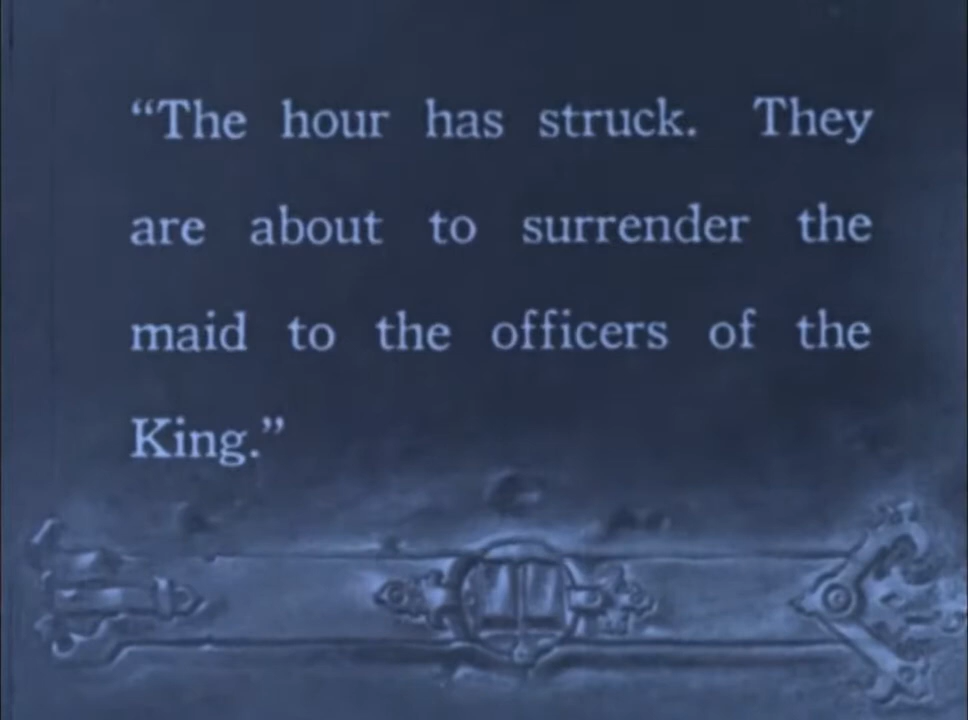 “The hour has struck. They
are about to surrender the
maid to the officers of the
King.”